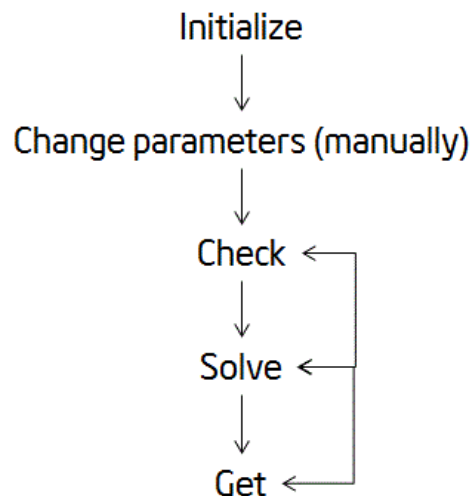 Initialize
Change parameters (manually)
Check
Solve
Get